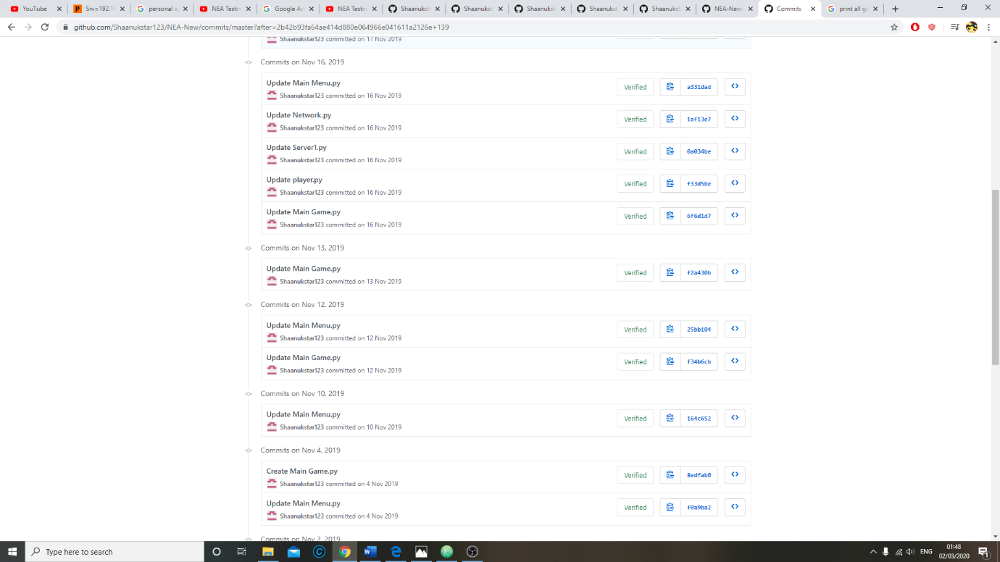 YouTube
Srv=192.16
personal a
NEA Testin
Google Ac
NEA Testin
Shaanuksta
Shaanuksta
Shaanuksta
Shaanuksta
Shaanuksta
NEA-New/
Commits ·
print all gi
github.com/Shaanukstar123/NEA-New/commits/master?after=2b42b93fa64ae414d880e064966e041611a2126e+139
Shaanukstar123 committed on 17 Nov 2019
Commits on Nov 16, 2019
Update Main Menu.py
Shaanukstar123 committed on 16 Nov 2019
Verified
a331dad
Update Network.py
Shaanukstar123 committed on 16 Nov 2019
Verified
1af13e7
Update Server1.py
Shaanukstar123 committed on 16 Nov 2019
Verified
0a034be
Update player.py
Shaanukstar123 committed on 16 Nov 2019
Verified
f33d5be
Update Main Game.py
Shaanukstar123 committed on 16 Nov 2019
Verified
6f6d1d7
Commits on Nov 13, 2019
Update Main Game.py
Shaanukstar123 committed on 13 Nov 2019
Verified
f2a430b
Commits on Nov 12, 2019
Update Main Menu.py
Shaanukstar123 committed on 12 Nov 2019
Verified
25bb104
Update Main Game.py
Shaanukstar123 committed on 12 Nov 2019
Verified
f34b6cb
Commits on Nov 10, 2019
Update Main Menu.py
Shaanukstar123 committed on 10 Nov 2019
Verified
164c652
Commits on Nov 4, 2019
Create Main Game.py
Shaanukstar123 committed on 4 Nov 2019
Verified
8edfab0
Update Main Menu.py
Shaanukstar123 committed on 4 Nov 2019
Verified
f0a9ba2
Commits on Nov 2, 2019
Type here to search
ENG
01:48
02/03/2020